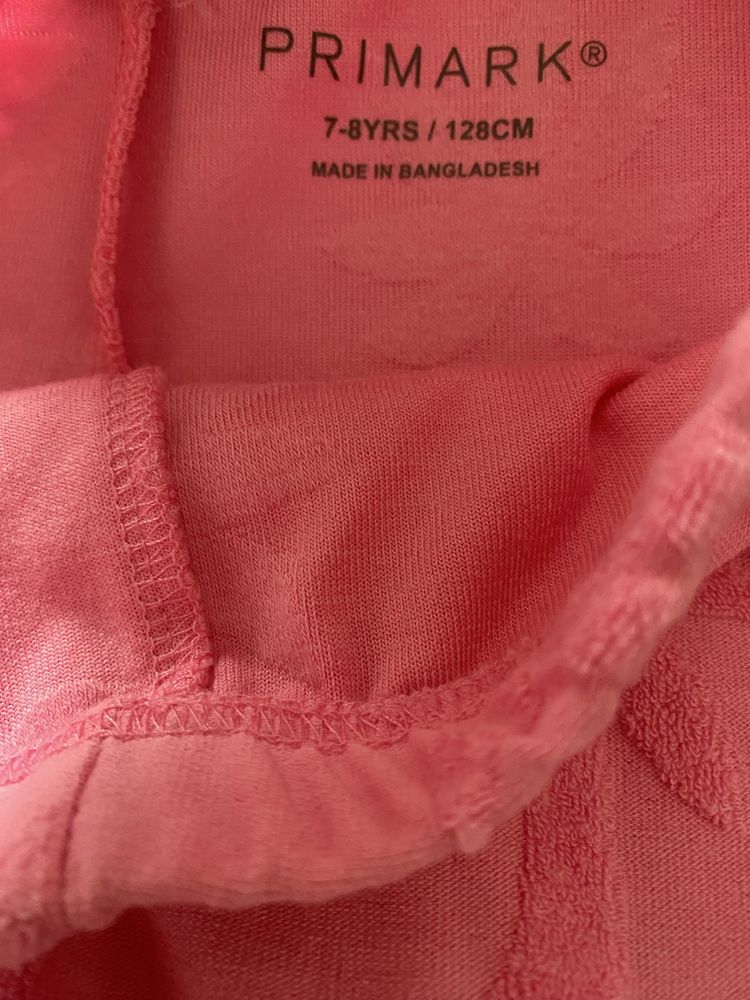 PRIMARK®
7-8YRS / 128CM
MADE IN BANGLADESH